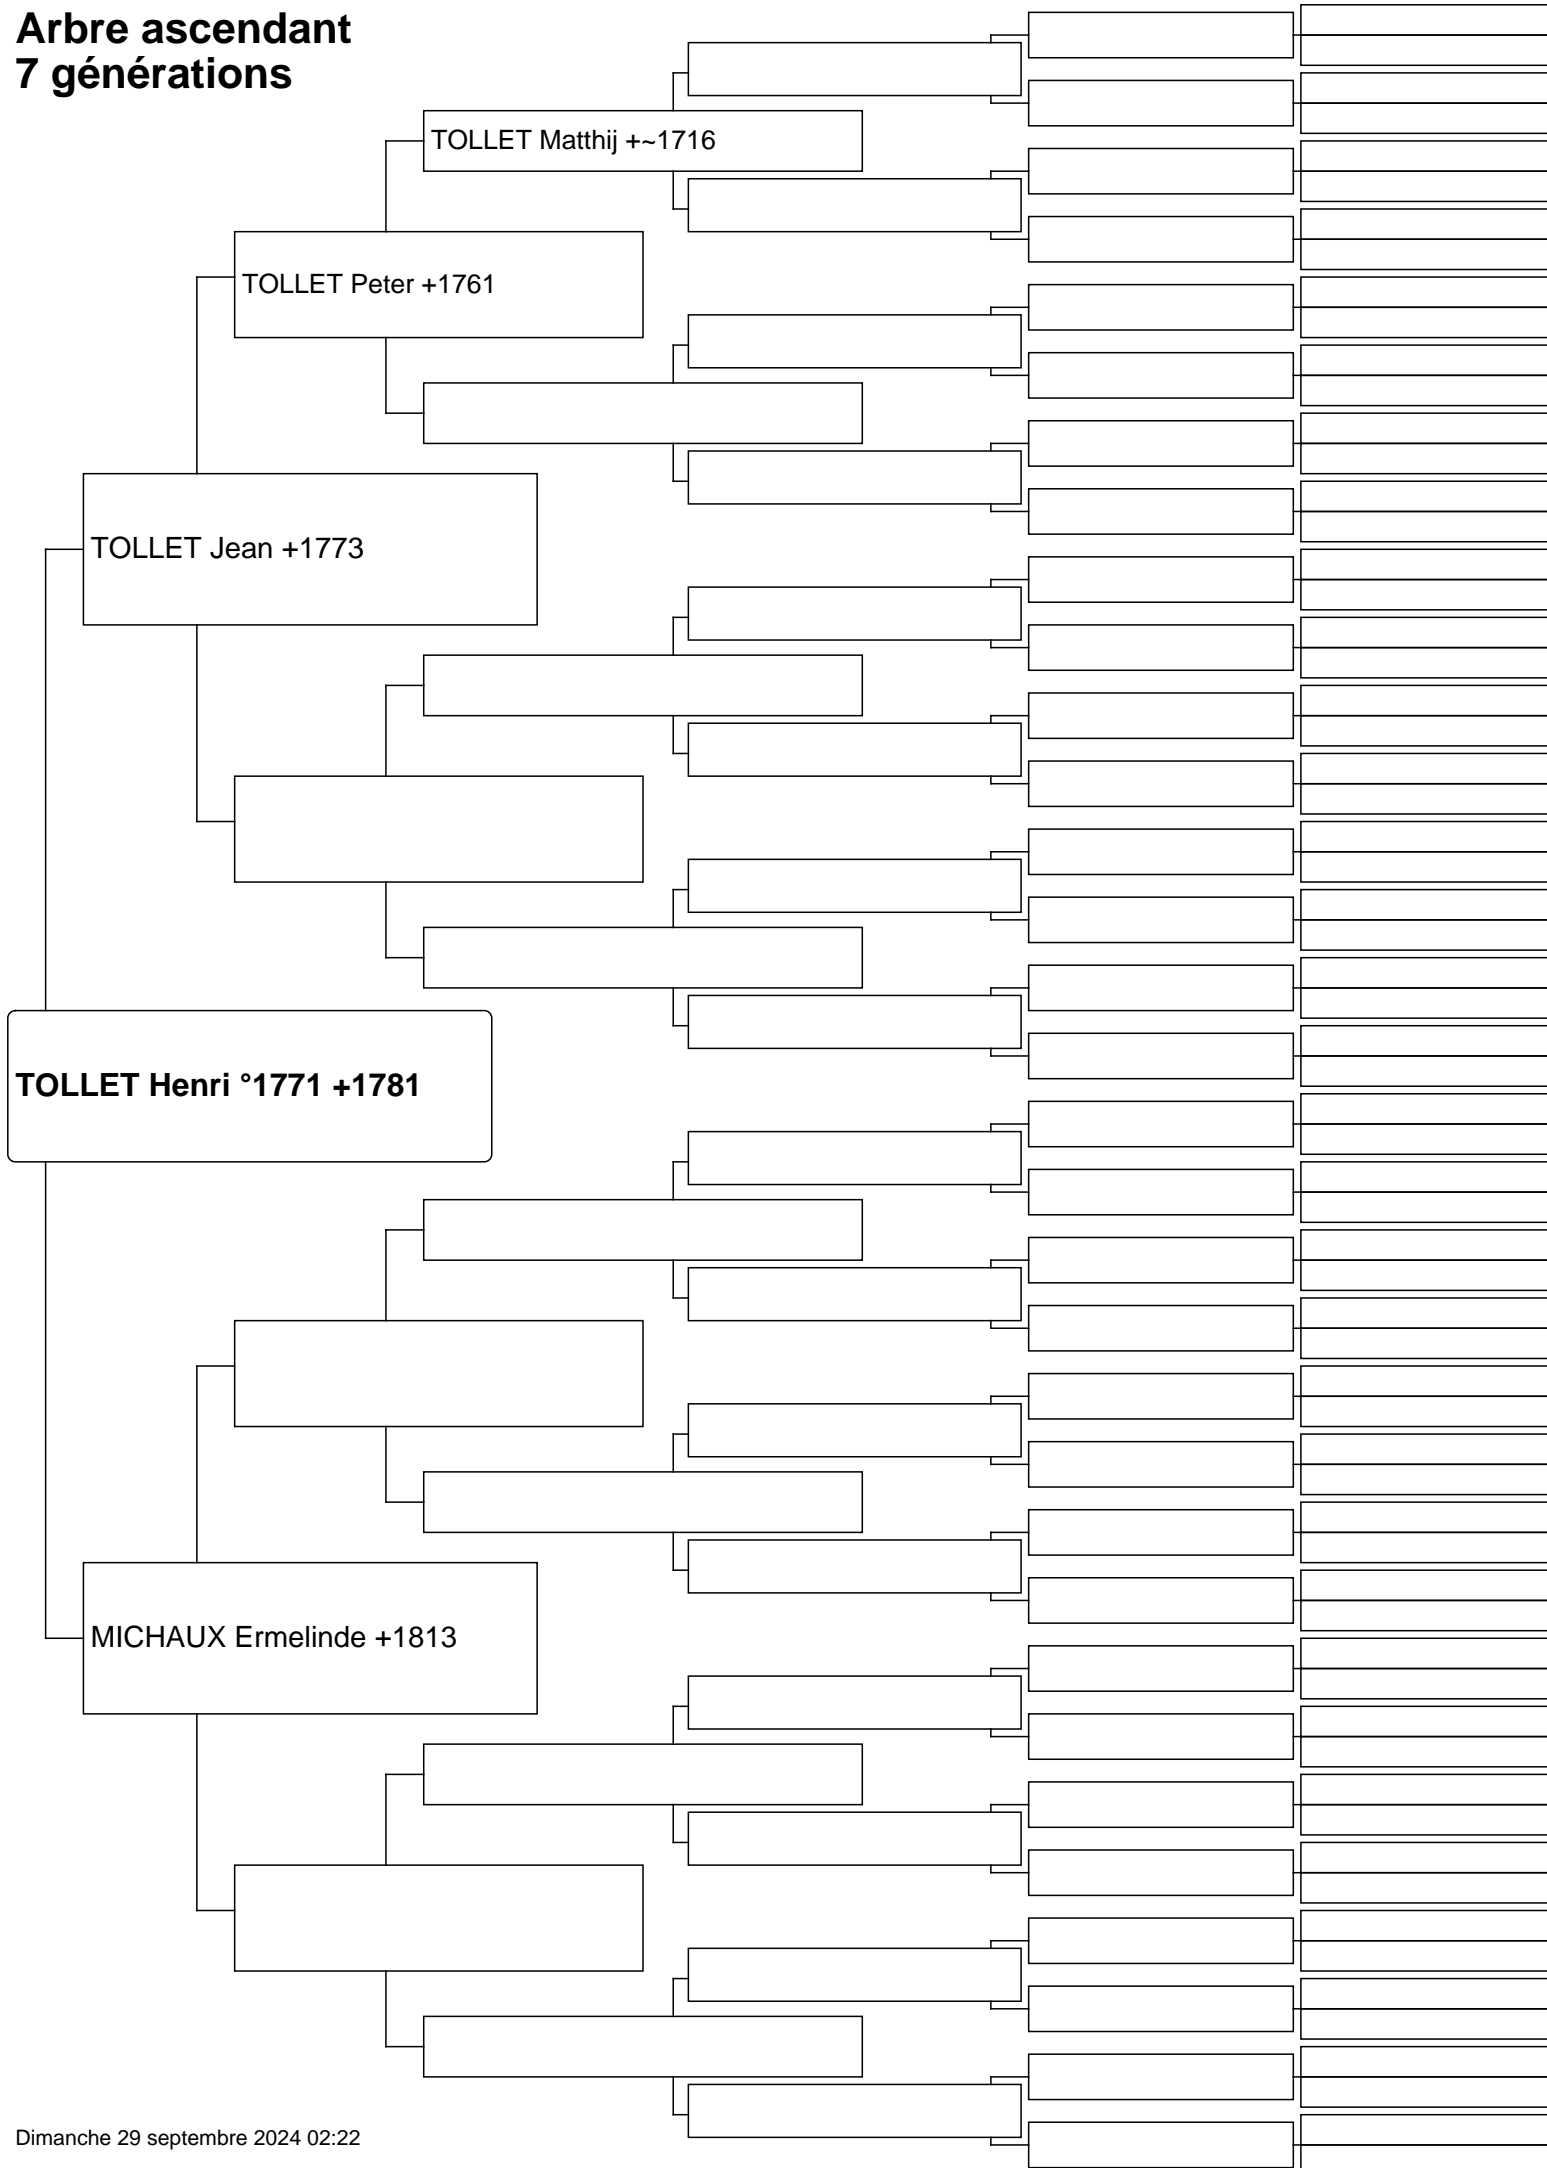 Arbre ascendant
7 générations
TOLLET Matthij +~1716
TOLLET Peter +1761
TOLLET Jean +1773
TOLLET Henri °1771 +1781
MICHAUX Ermelinde +1813
Dimanche 29 septembre 2024 02:22